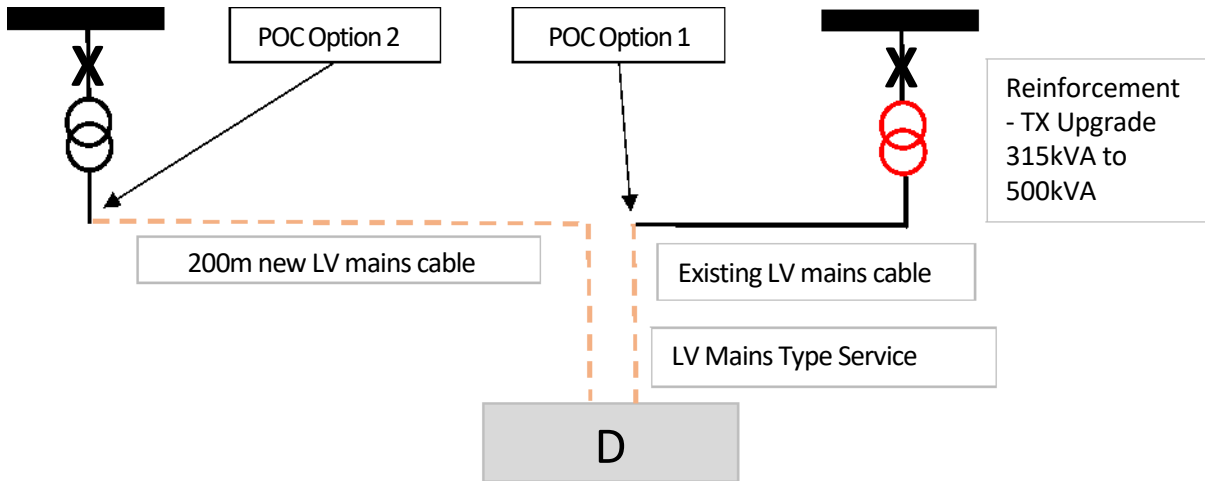 POC Option 2
POC Option 1
X
X
Reinforcement
- TX Upgrade
315kVA to
500kVA
200m new LV mains cable
Existing LV mains cable
LV Mains Type Service
D